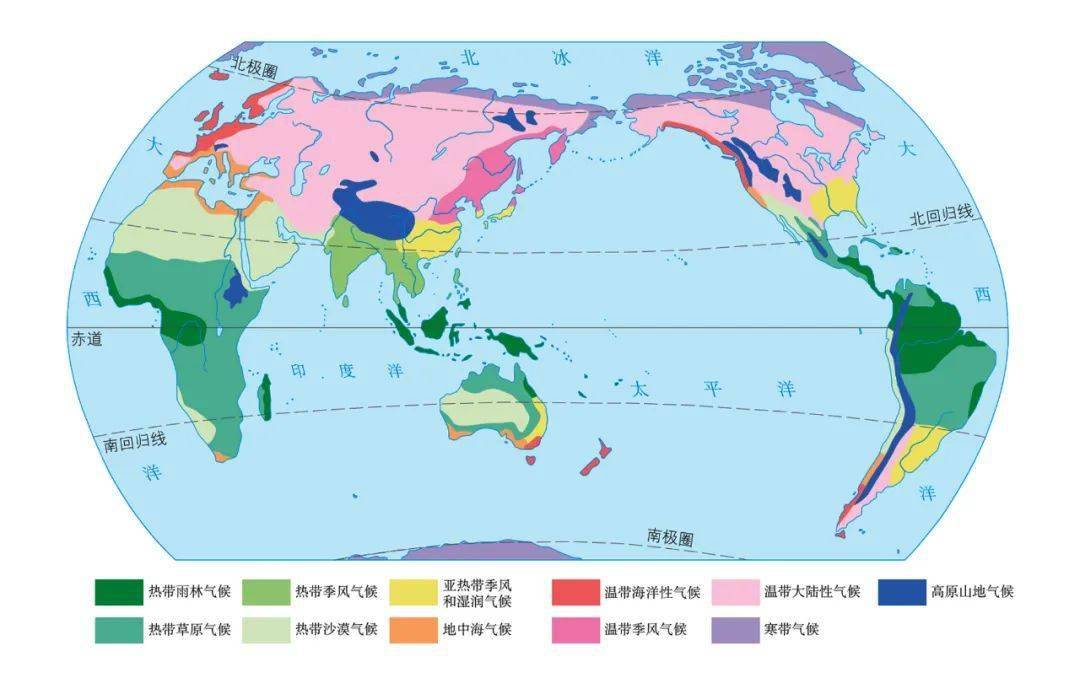 北冰洋
北极圈
大
大
北回归线
西
西
赤道
印度洋
太平洋
南回归线
洋
洋
南极圈
热带雨林气候
热带季风气候
亚热带季风
和湿润气候
温带海洋性气候
温带大陆性气候
高原山地气候
热带草原气候
热带沙漠气候
地中海气候
温带季风气候
寒带气候